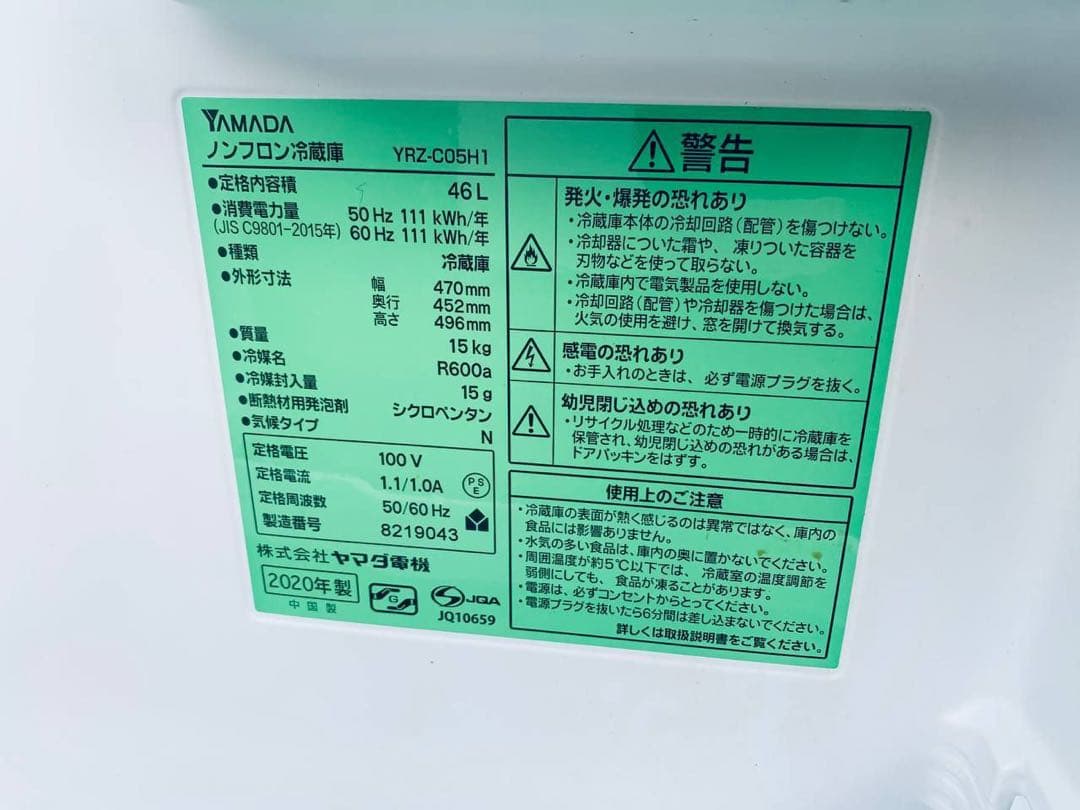 YAMADA
ノンフロン冷蔵庫 YRZ-C05H1
●定格内容積 46L
●消費電力量 50Hz 111kWh/年
(JIS C9801-2015年) 60Hz 111kWh/年
●種類 冷蔵庫
●外形寸法 幅 470mm
奥行 452mm
高さ 496mm
●質量 15kg
●冷媒名 R600a
●冷媒封入量 15g
●断熱材用発泡剤 シクロペンタン
●気候タイプ N
定格電圧 100V
定格電流 1.1/1.0A
PSE
定格周波数 50/60Hz
製造番号 8219043
株式会社ヤマダ電機
2020年製
中国製
G
S JQA
JQ10659
警告
発火・爆発の恐れあり
・冷蔵庫本体の冷却回路(配管)を傷つけない。
・冷却器についた霜や、凍りついた容器を
刃物などを使って取らない。
・冷蔵庫内で電気製品を使用しない。
・冷却回路(配管)や冷却器を傷つけた場合は、
火気の使用を避け、窓を開けて換気する。
感電の恐れあり
・お手入れのときは、必ず電源プラグを抜く。
幼児閉じ込めの恐れあり
・リサイクル処理などのため一時的に冷蔵庫を
保管され、幼児閉じ込めの恐れがある場合は、
ドアパッキンをはずす。
使用上のご注意
・冷蔵庫の表面が熱く感じるのは異常ではなく、庫内の
食品には影響ありません。
・水気の多い食品は、庫内の奥に置かないでください。
・周囲温度が約5℃以下では、冷蔵室の温度調節を
弱側にしても、食品が凍ることがあります。
・電源は、必ずコンセントからとってください。
・電源プラグを抜いたら6分間は差し込まないでください。
詳しくは取扱説明書をご覧ください。